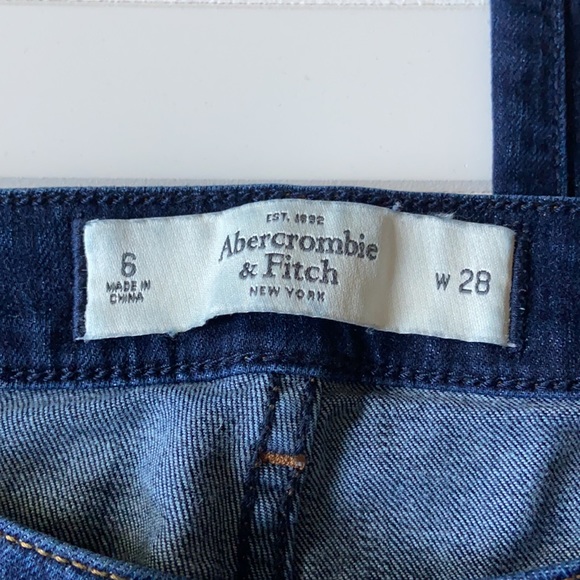 6
MADE IN
CHINA
EST. 1892
Abercrombie
& Fitch
NEW YORK
W 28